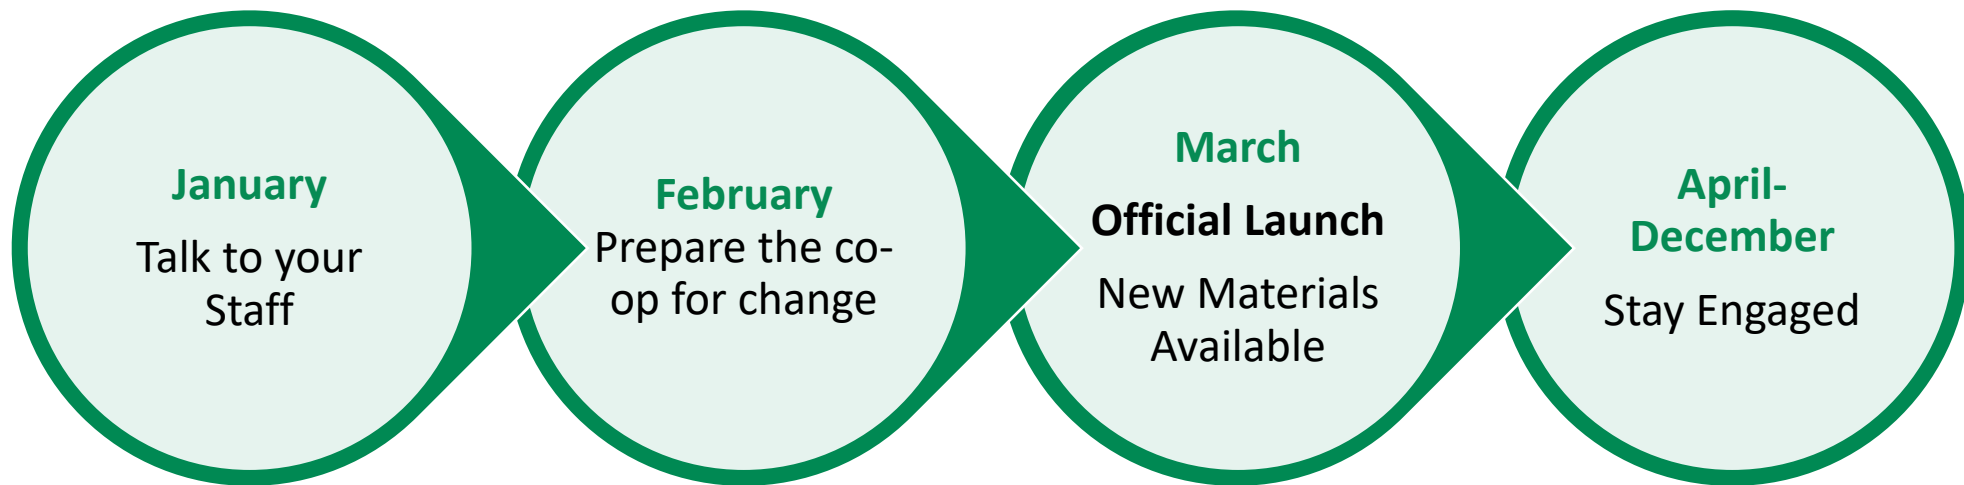 January
Talk to your
Staff
February
Prepare the co-
op for change
March
Official Launch
New Materials
Available
April-
December
Stay Engaged